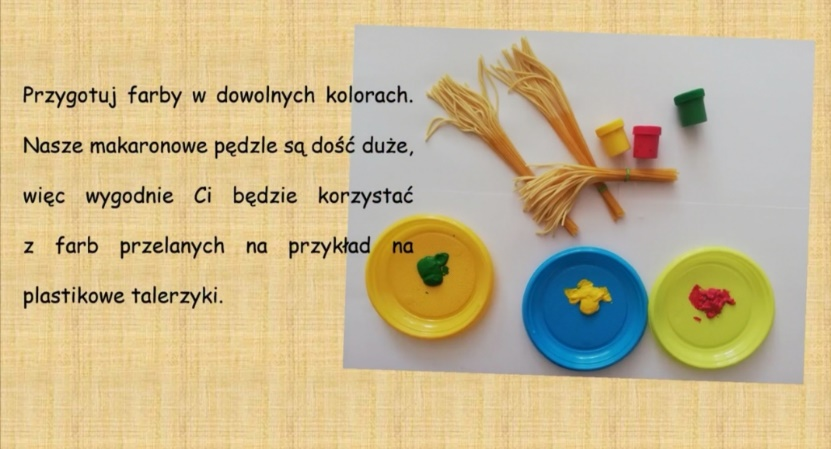 Przygotuj farby w dowolnych kolorach.
Nasze makaronowe pędzle są dość duże,
więc wygodnie Ci będzie korzystać
z farb przelanych na przykład na
plastikowe talerzyki.